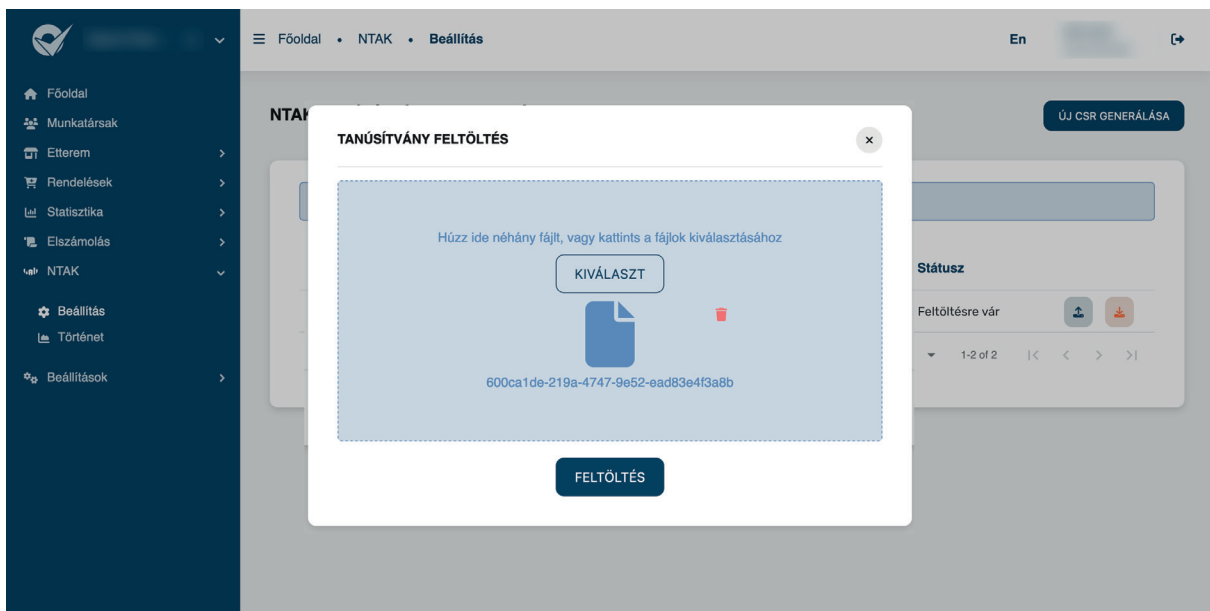 Főoldal • NTAK • Beállítás
En
Főoldal
Munkatársak
Etterem
Rendelések
Statisztika
Elszámolás
NTAK
Beállítás
Történet
Beállítások
NTAK
ÚJ CSR GENERÁLÁSA
TANÚSÍTVÁNY FELTÖLTÉS
Húzz ide néhány fájlt, vagy kattints a fájlok kiválasztásához
KIVÁLASZT
600ca1de-219a-4747-9e52-ead83e4f3a8b
FELTÖLTÉS
Státusz
Feltöltésre vár
1-2 of 2